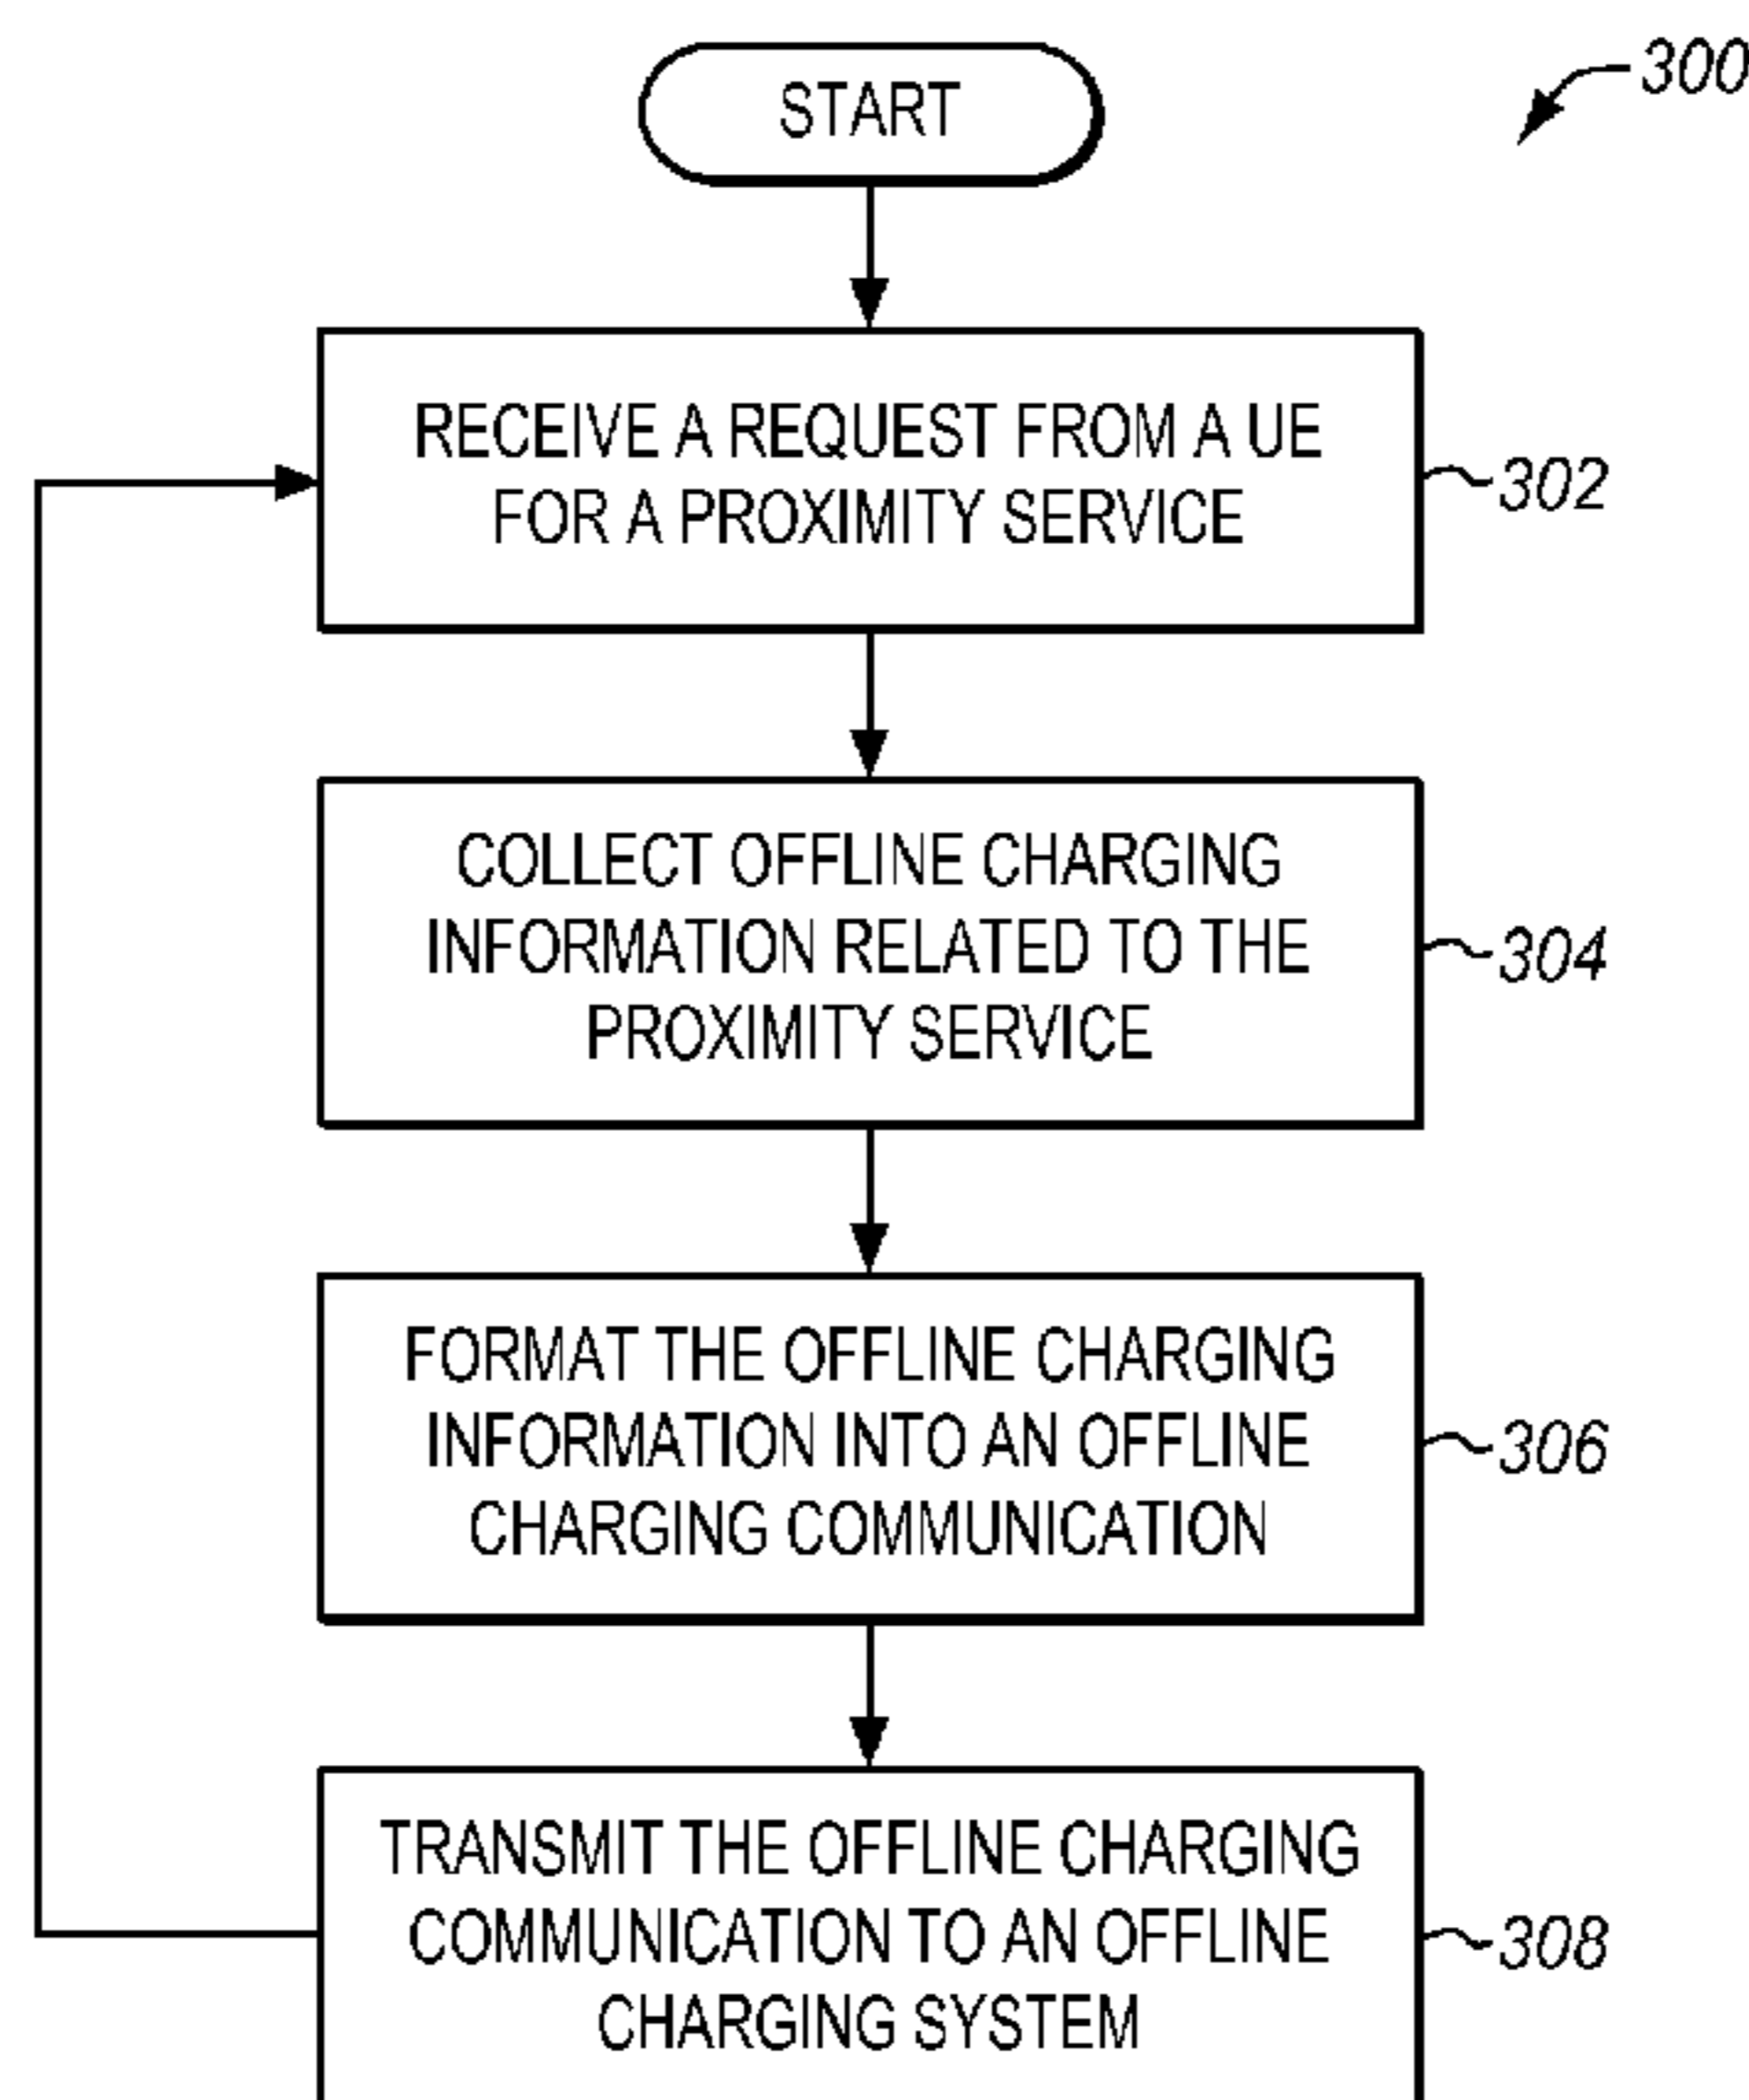 300
START
RECEIVE A REQUEST FROM A UE
FOR A PROXIMITY SERVICE
302
COLLECT OFFLINE CHARGING
INFORMATION RELATED TO THE
PROXIMITY SERVICE
304
FORMAT THE OFFLINE CHARGING
INFORMATION INTO AN OFFLINE
CHARGING COMMUNICATION
306
TRANSMIT THE OFFLINE CHARGING
COMMUNICATION TO AN OFFLINE
CHARGING SYSTEM
308